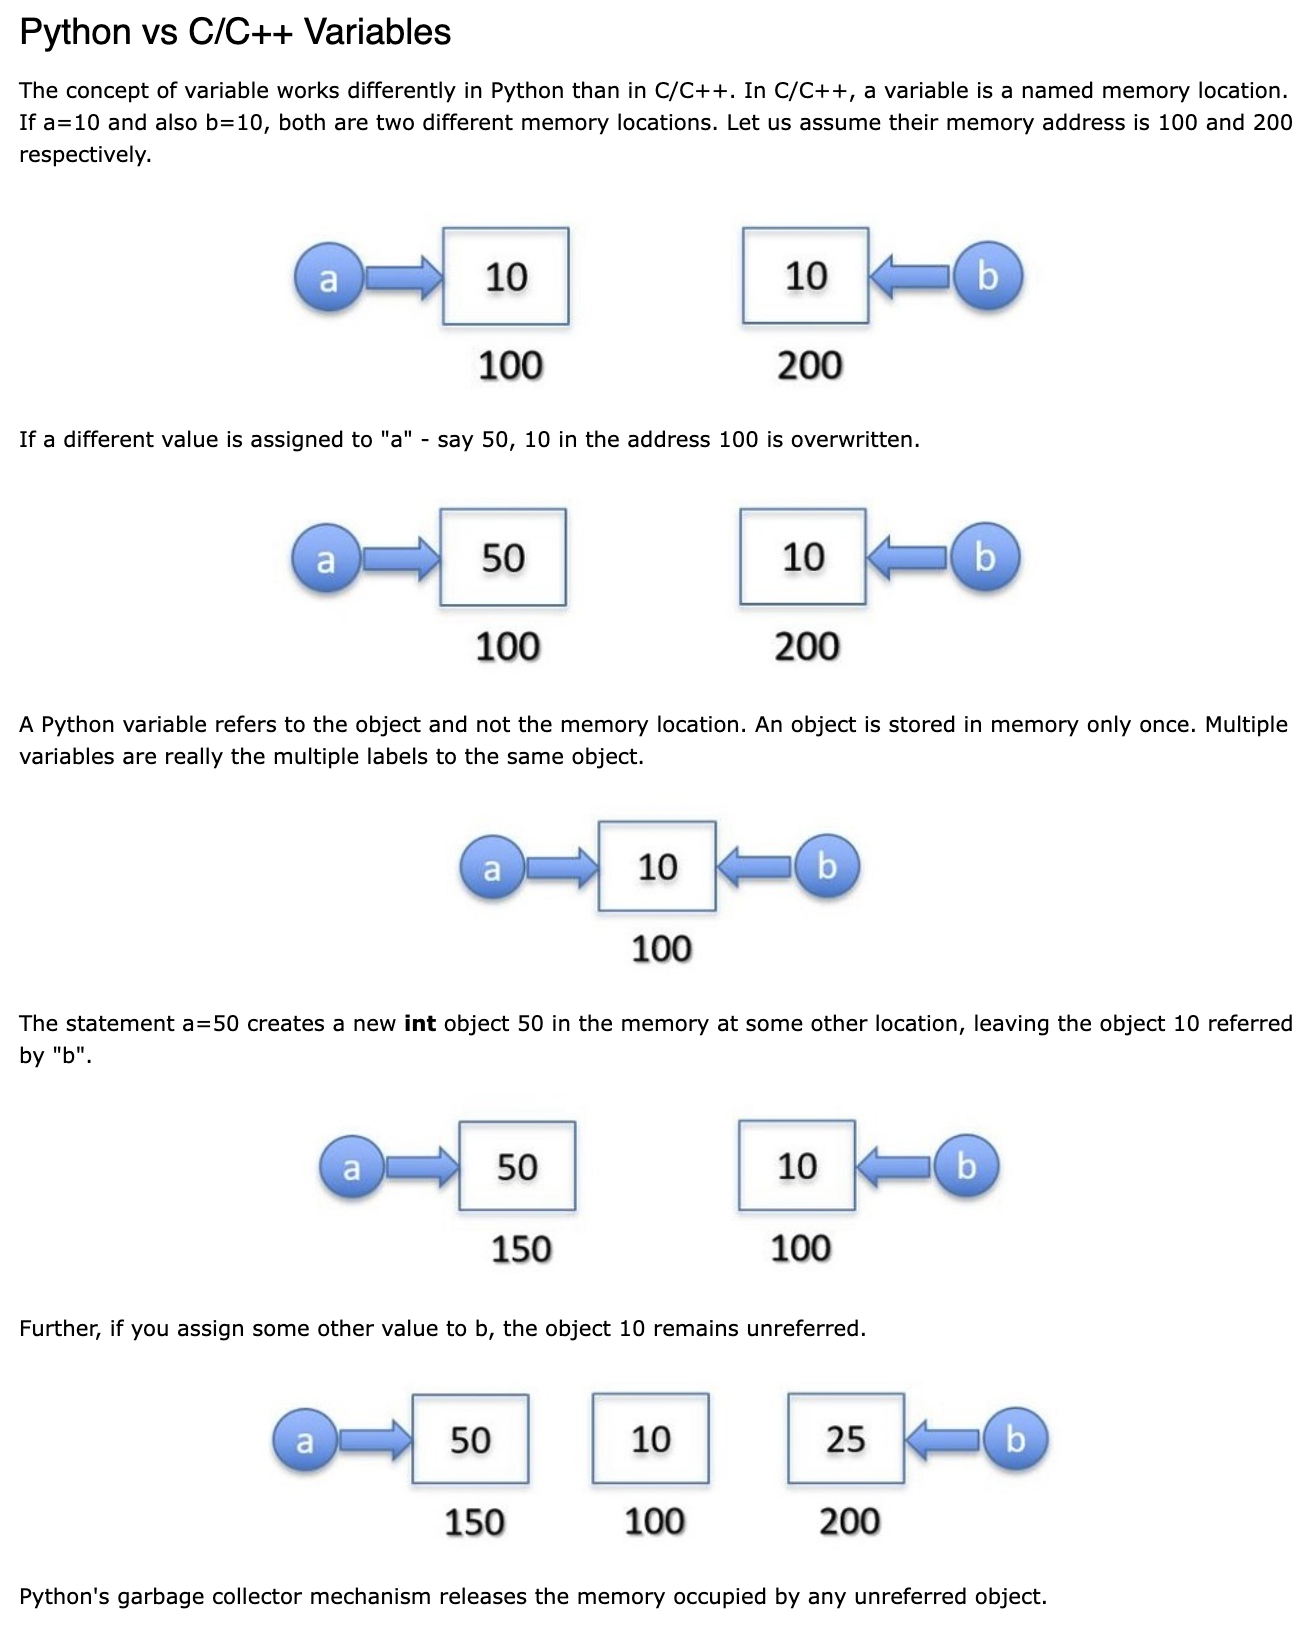 Python vs C/C++ Variables
The concept of variable works differently in Python than in C/C++. In C/C++, a variable is a named memory location.
If a=10 and also b=10, both are two different memory locations. Let us assume their memory address is 100 and 200
respectively.
a 10 10 b
100 200
If a different value is assigned to "a" - say 50, 10 in the address 100 is overwritten.
a 50 10 b
100 200
A Python variable refers to the object and not the memory location. An object is stored in memory only once. Multiple
variables are really the multiple labels to the same object.
a 10 b
100
The statement a=50 creates a new int object 50 in the memory at some other location, leaving the object 10 referred
by "b".
a 50 10 b
150 100
Further, if you assign some other value to b, the object 10 remains unreferred.
a 50 10 25 b
150 100 200
Python's garbage collector mechanism releases the memory occupied by any unreferred object.